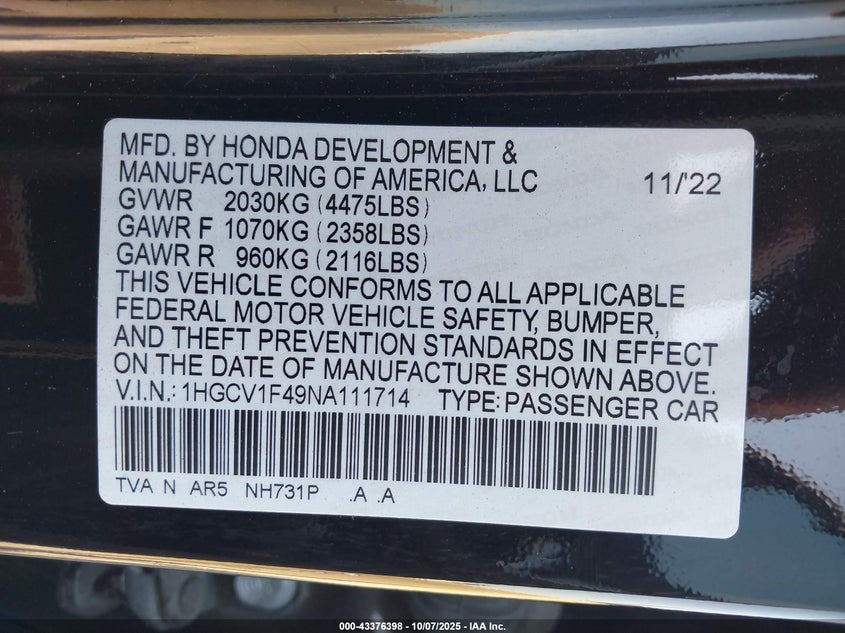 MFD. BY HONDA DEVELOPMENT &
MANUFACTURING OF AMERICA, LLC 11/'22
GVWR 2030KG (4475LBS)
GAWR F 1070KG (2358LBS)
GAWR R 960KG (2116LBS)
THIS VEHICLE CONFORMS TO ALL APPLICABLE
FEDERAL MOTOR VEHICLE SAFETY, BUMPER,
AND THEFT PREVENTION STANDARDS IN EFFECT
ON THE DATE OF MANUFACTURE SHOWN ABOVE.
V.I.N.: 1HGCV1F49NA111714 TYPE: PASSENGER CAR
TVA N AR5 NH731P .A .A
000-43376398 - 10/07/2025 - IAA Inc.